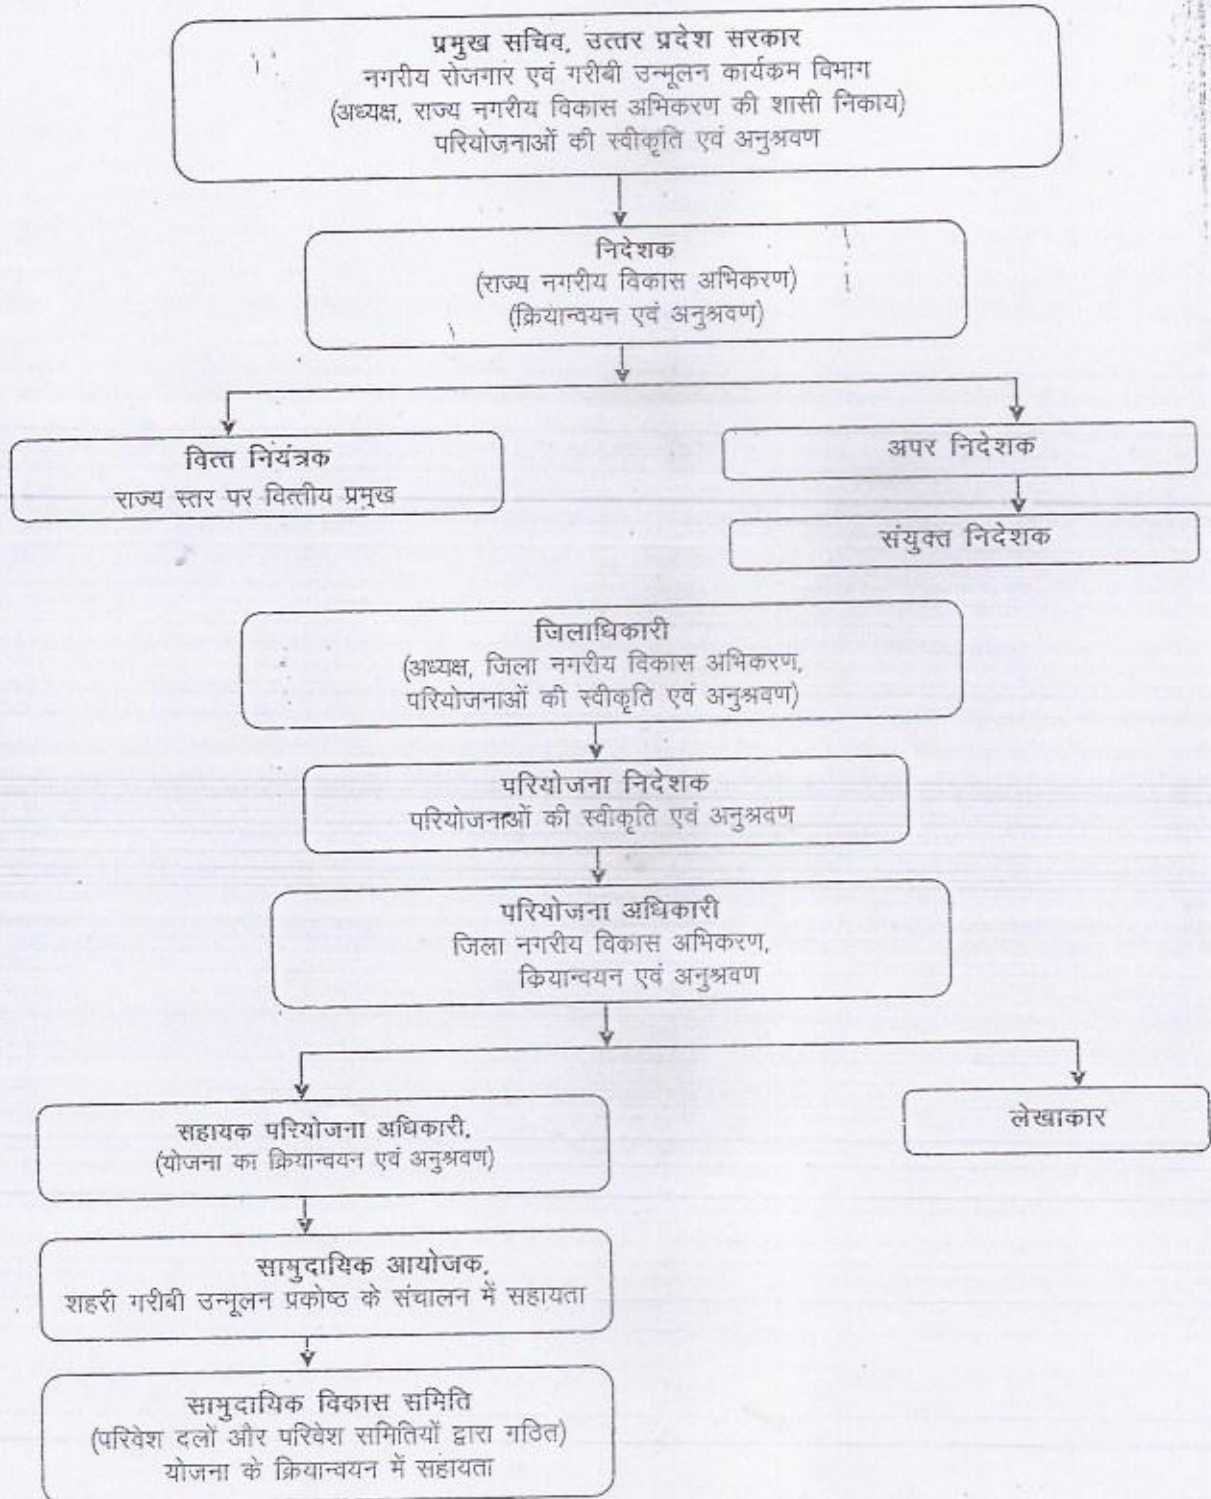 प्रमुख सचिव, उत्तर प्रदेश सरकार
नगरीय रोजगार एवं गरीबी उन्मूलन कार्यकम विभाग
(अध्यक्ष, राज्य नगरीय विकास अभिकरण की शासी निकाय)
परियोजनाओं की स्वीकृति एवं अनुश्रवण
निदेशक
(राज्य नगरीय विकास अभिकरण)
(क्रियान्वयन एवं अनुश्रवण)
वित्त नियंत्रक
राज्य स्तर पर वित्तीय प्रमुख
अपर निदेशक
संयुक्त निदेशक
जिलाधिकारी
(अध्यक्ष, जिला नगरीय विकास अभिकरण,
परियोजनाओं की स्वीकृति एवं अनुश्रवण)
परियोजना निदेशक
परियोजनाओं की स्वीकृति एवं अनुश्रवण
परियोजना अधिकारी
जिला नगरीय विकास अभिकरण,
क्रियान्वयन एवं अनुश्रवण
सहायक परियोजना अधिकारी,
(योजना का क्रियान्वयन एवं अनुश्रवण)
लेखाकार
सामुदायिक आयोजक,
शहरी गरीबी उन्मूलन प्रकोष्ठ के संचालन में सहायता
सामुदायिक विकास समिति
(परिवेश दलों और परिवेश समितियों द्वारा गठित)
योजना के क्रियान्वयन में सहायता